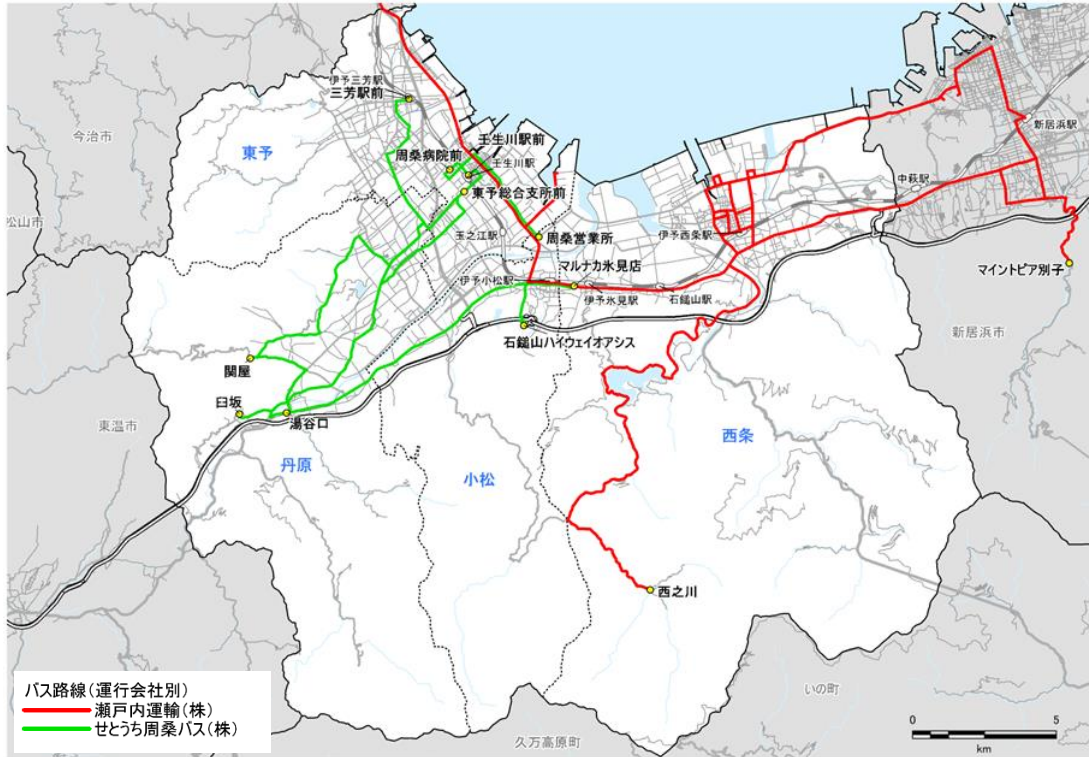 伊予三芳駅
三芳駅前
今治市
壬生川駅前
新居浜駅
東予
周桑病院前
壬生川駅
中萩駅
東予総合支所前
松山市
玉之江駅
周桑営業所
伊予西条駅
マルナカ氷見店
マイントピア別子
伊予小松駅
伊予氷見駅
石鎚山駅
石鎚山ハイウェイオアシス
新居浜市
関屋
臼坂
湯谷口
東温市
西条
丹原
小松
西之川
バス路線(運行会社別)
瀬戸内運輸(株)
せとうち周桑バス(株)
いの町
久万高原町
0
5
km